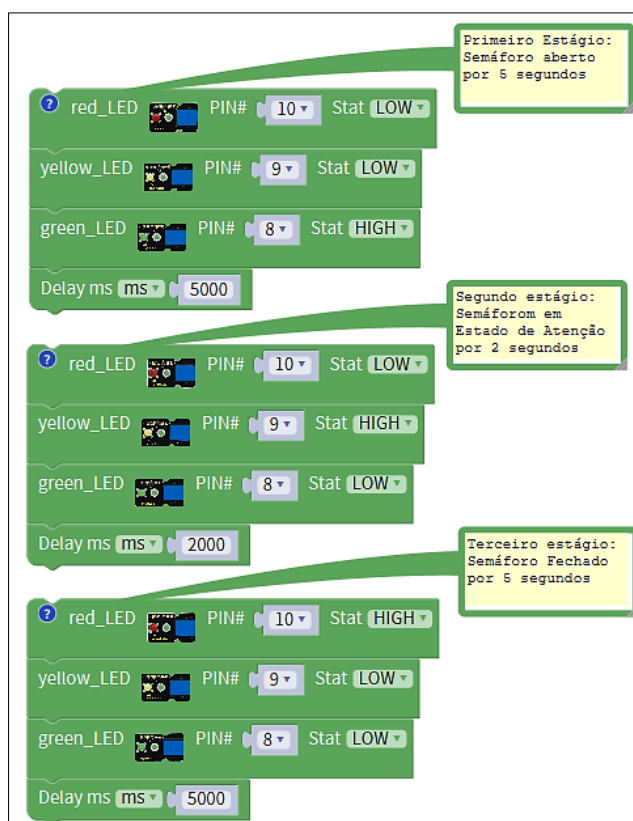 Primeiro Estágio:
Semáforo aberto
por 5 segundos
? red_LED PIN# 10 Stat LOW
yellow_LED PIN# 9 Stat LOW
green_LED PIN# 8 Stat HIGH
Delay ms ms 5000
Segundo estágio:
Semáforom em
Estado de Atenção
por 2 segundos
? red_LED PIN# 10 Stat LOW
yellow_LED PIN# 9 Stat HIGH
green_LED PIN# 8 Stat LOW
Delay ms ms 2000
Terceiro estágio:
Semáforo Fechado
por 5 segundos
? red_LED PIN# 10 Stat HIGH
yellow_LED PIN# 9 Stat LOW
green_LED PIN# 8 Stat LOW
Delay ms ms 5000